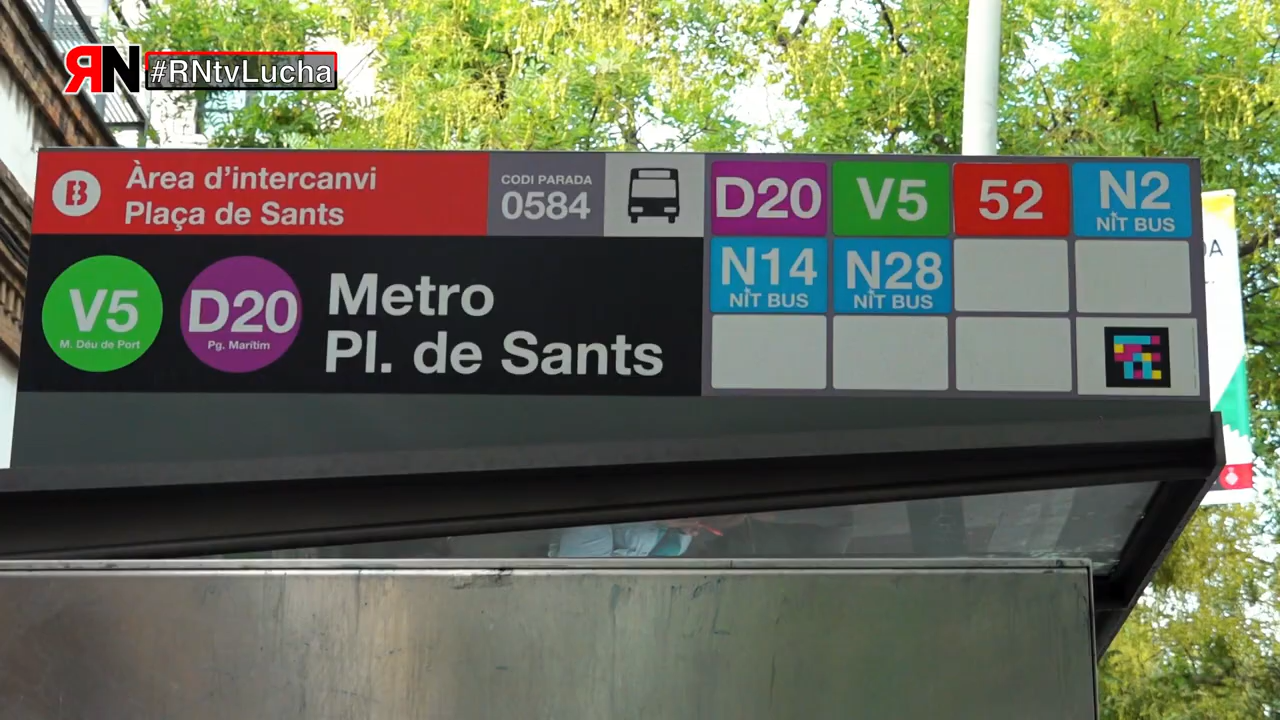 RN #RNtvLucha
B
Àrea d'intercanvi
Plaça de Sants
CODI PARADA
0584
D20
V5
52
N2
NIT BUS
N14
NIT BUS
N28
NIT BUS
V5
M. Déu de Port
D20
Pg. Marítim
Metro
Pl. de Sants